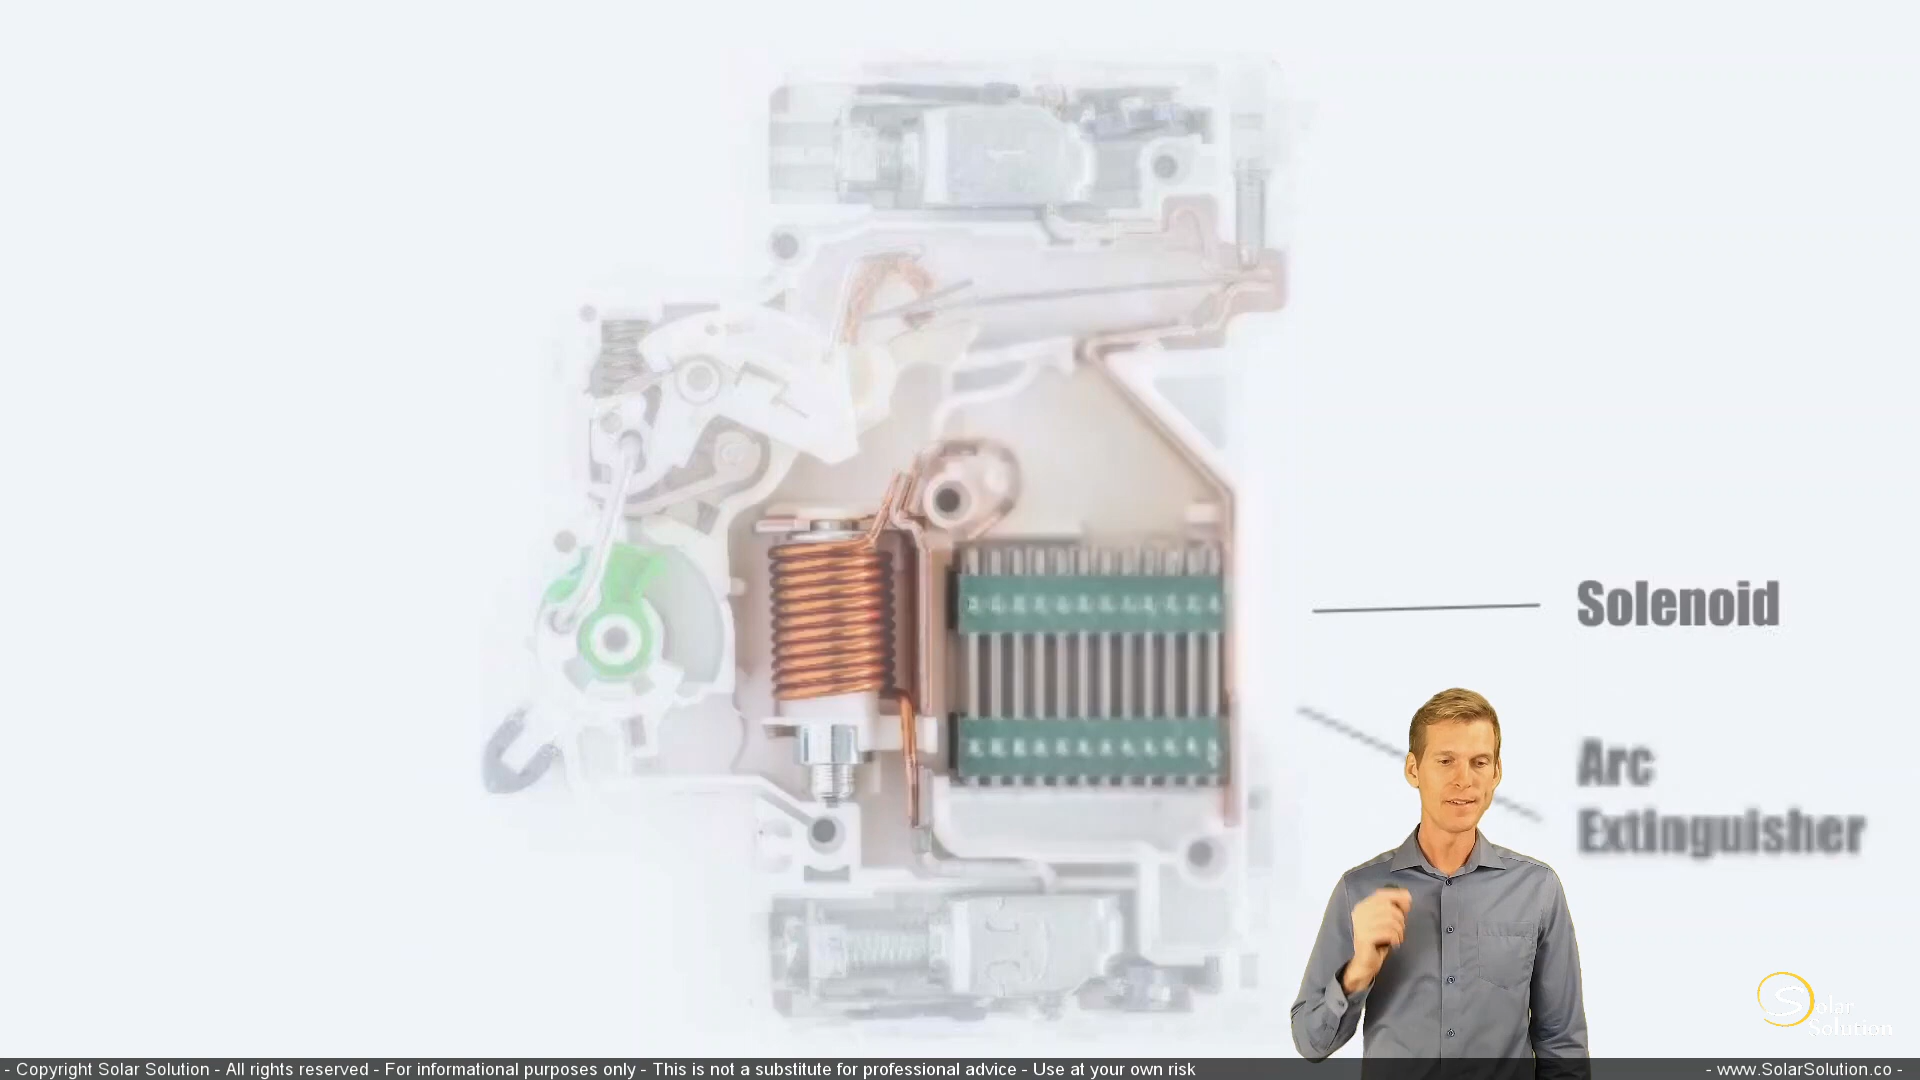 Solenoid
Arc
Extinguisher
Solar
Solution
- Copyright Solar Solution - All rights reserved - For informational purposes only - This is not a substitute for professional advice - Use at your own risk
- www.SolarSolution.co -